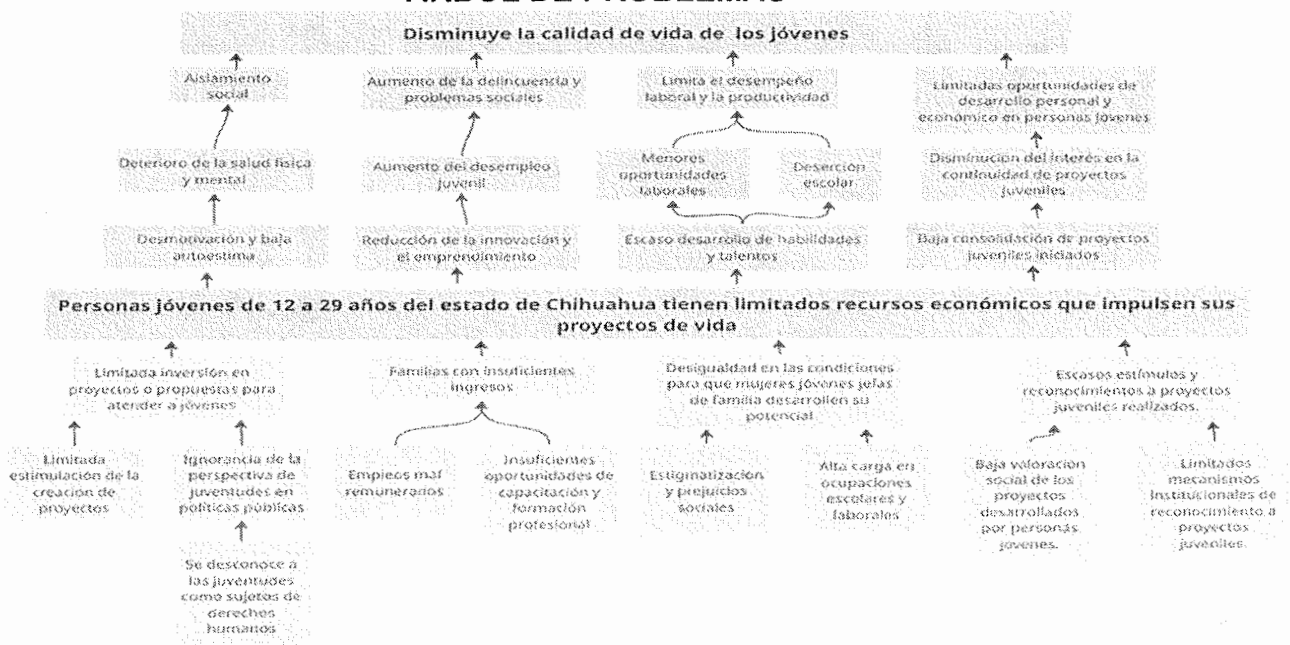 Disminuye la calidad de vida de los jóvenes
Aislamiento
social
Aumento de la delincuencia y
problemas sociales
Limita el desempeño
laboral y la productividad
Limitadas oportunidades de
desarrollo personal y
económico en personas jóvenes
Deterioro de la salud física
y mental
Aumento del desempleo
juvenil
Menores
oportunidades
laborales
Deserción
escolar
Disminución del interés en la
continuidad de proyectos
juveniles
Desmotivación y baja
autoestima
Reducción de la innovación y
el emprendimiento
Escaso desarrollo de habilidades
y talentos
Baja consolidación de proyectos
juveniles iniciados
Personas jóvenes de 12 a 29 años del estado de Chihuahua tienen limitados recursos económicos que impulsen sus
proyectos de vida
Limitada inversión en
proyectos o propuestas para
atender a jóvenes
Familias con insuficientes
ingresos
Desigualdad en las condiciones
para que mujeres jóvenes jefas
de familia desarrollen su
potencial
Escasos estímulos y
reconocimientos a proyectos
juveniles realizados.
Limitada
estimulación de la
creación de
proyectos
Ignorancia de la
perspectiva de
juventudes en
políticas públicas
Empleos mal
remunerados
Insuficientes
oportunidades de
capacitación y
formación
profesional
Estigmatización
y prejuicios
sociales
Alta carga en
ocupaciones
escolares y
laborales
Baja valoración
social de los
proyectos
desarrollados
por personas
jóvenes.
Limitados
mecanismos
Institucionales de
reconocimiento a
proyectos
juveniles.
Se desconoce a
las juventudes
como sujetos de
derechos
humanos